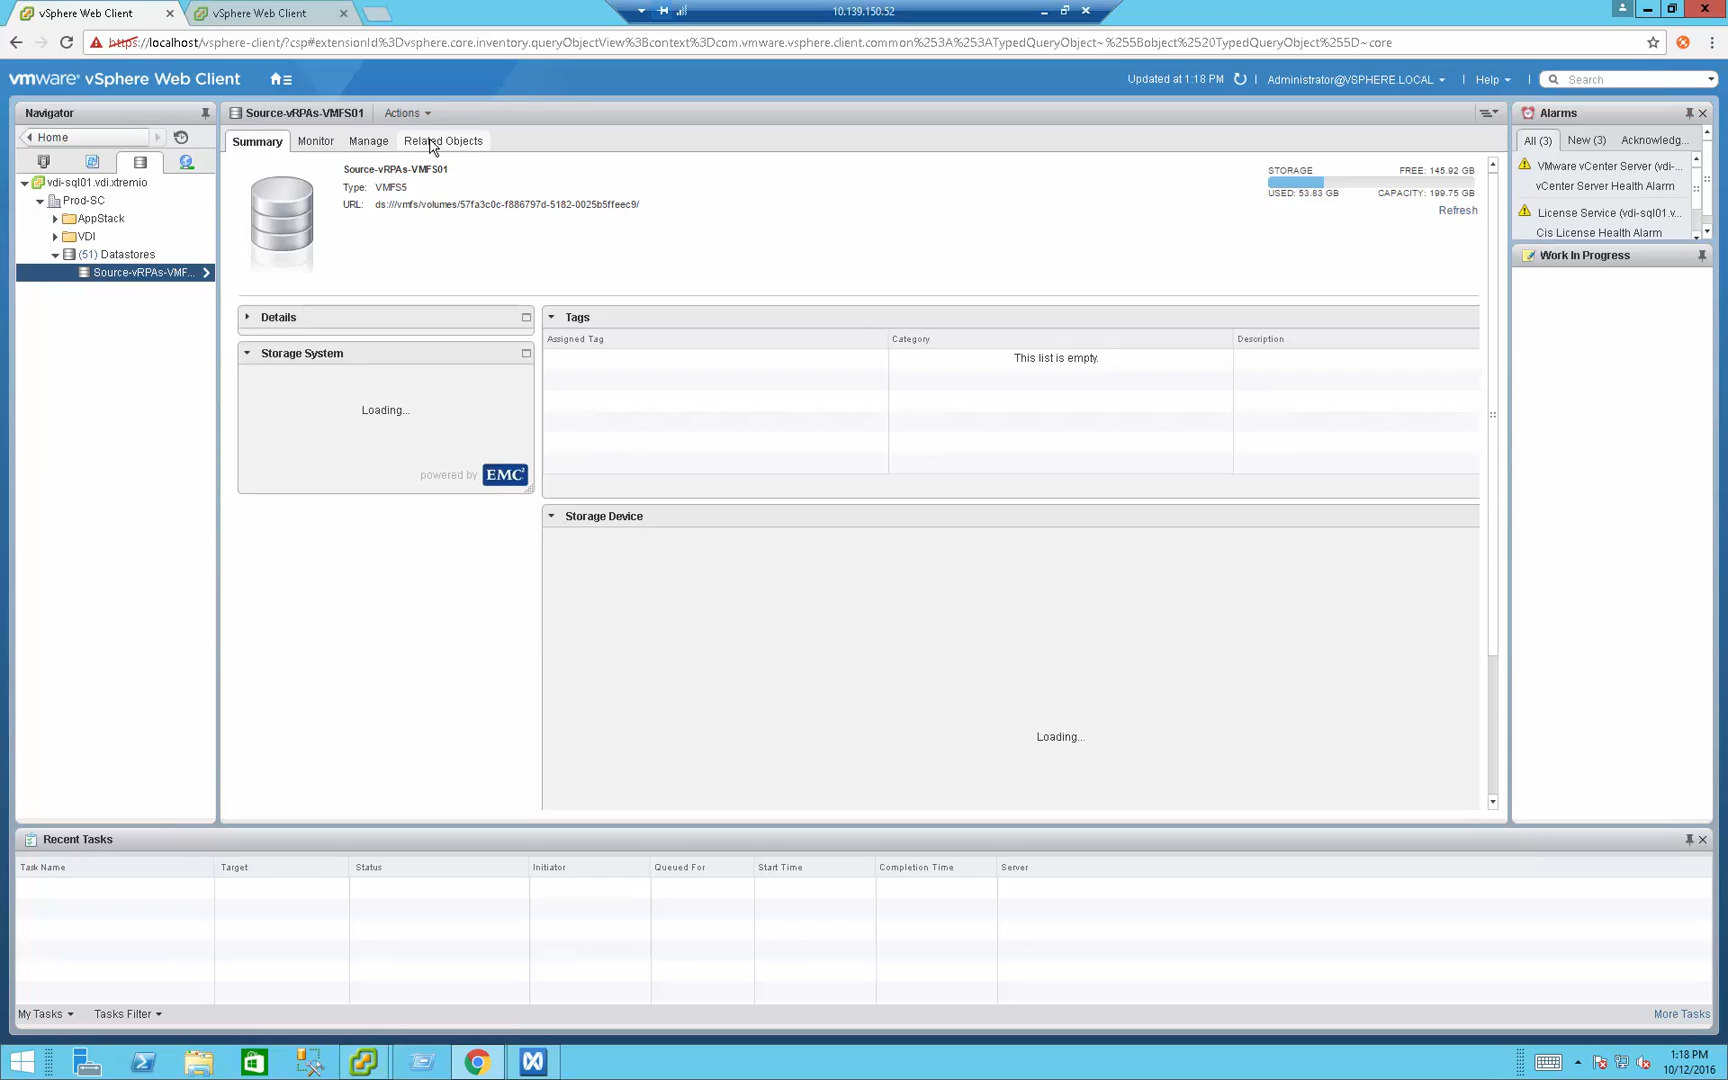 vSphere Web Client
vSphere Web Client
10.139.150.52
https://localhost/vsphere-client/?csp#extensionId%3Dvsphere.core.inventory.queryObjectView%3Bcontext%3Dcom.vmware.vsphere.client.common%253A%253ATypedQueryObject~%255Bobject%2520TypedQueryObject%255D~core
vmware® vSphere Web Client
Updated at 1:18 PM
Administrator@VSPHERE.LOCAL
Help
Search
Navigator
Home
vdi-sql01.vdi.xtremio
Prod-SC
AppStack
VDI
(51) Datastores
Source-vRPAs-VMF...
Source-vRPAs-VMFS01
Actions
Summary
Monitor
Manage
Related Objects
Source-vRPAs-VMFS01
Type: VMFS5
URL: ds:///vmfs/volumes/57fa3c0c-f886797d-5182-0025b5ffeec9/
STORAGE
FREE: 145.92 GB
USED: 53.83 GB
CAPACITY: 199.75 GB
Refresh
Details
Storage System
Loading...
powered by EMC²
Tags
Assigned Tag
Category
Description
This list is empty.
Storage Device
Loading...
Alarms
All (3)
New (3)
Acknowledg...
VMware vCenter Server (vdi-...
vCenter Server Health Alarm
License Service (vdi-sql01.v...
Cis License Health Alarm
Work In Progress
Recent Tasks
Task Name
Target
Status
Initiator
Queued For
Start Time
Completion Time
Server
My Tasks
Tasks Filter
More Tasks
1:18 PM
10/12/2016